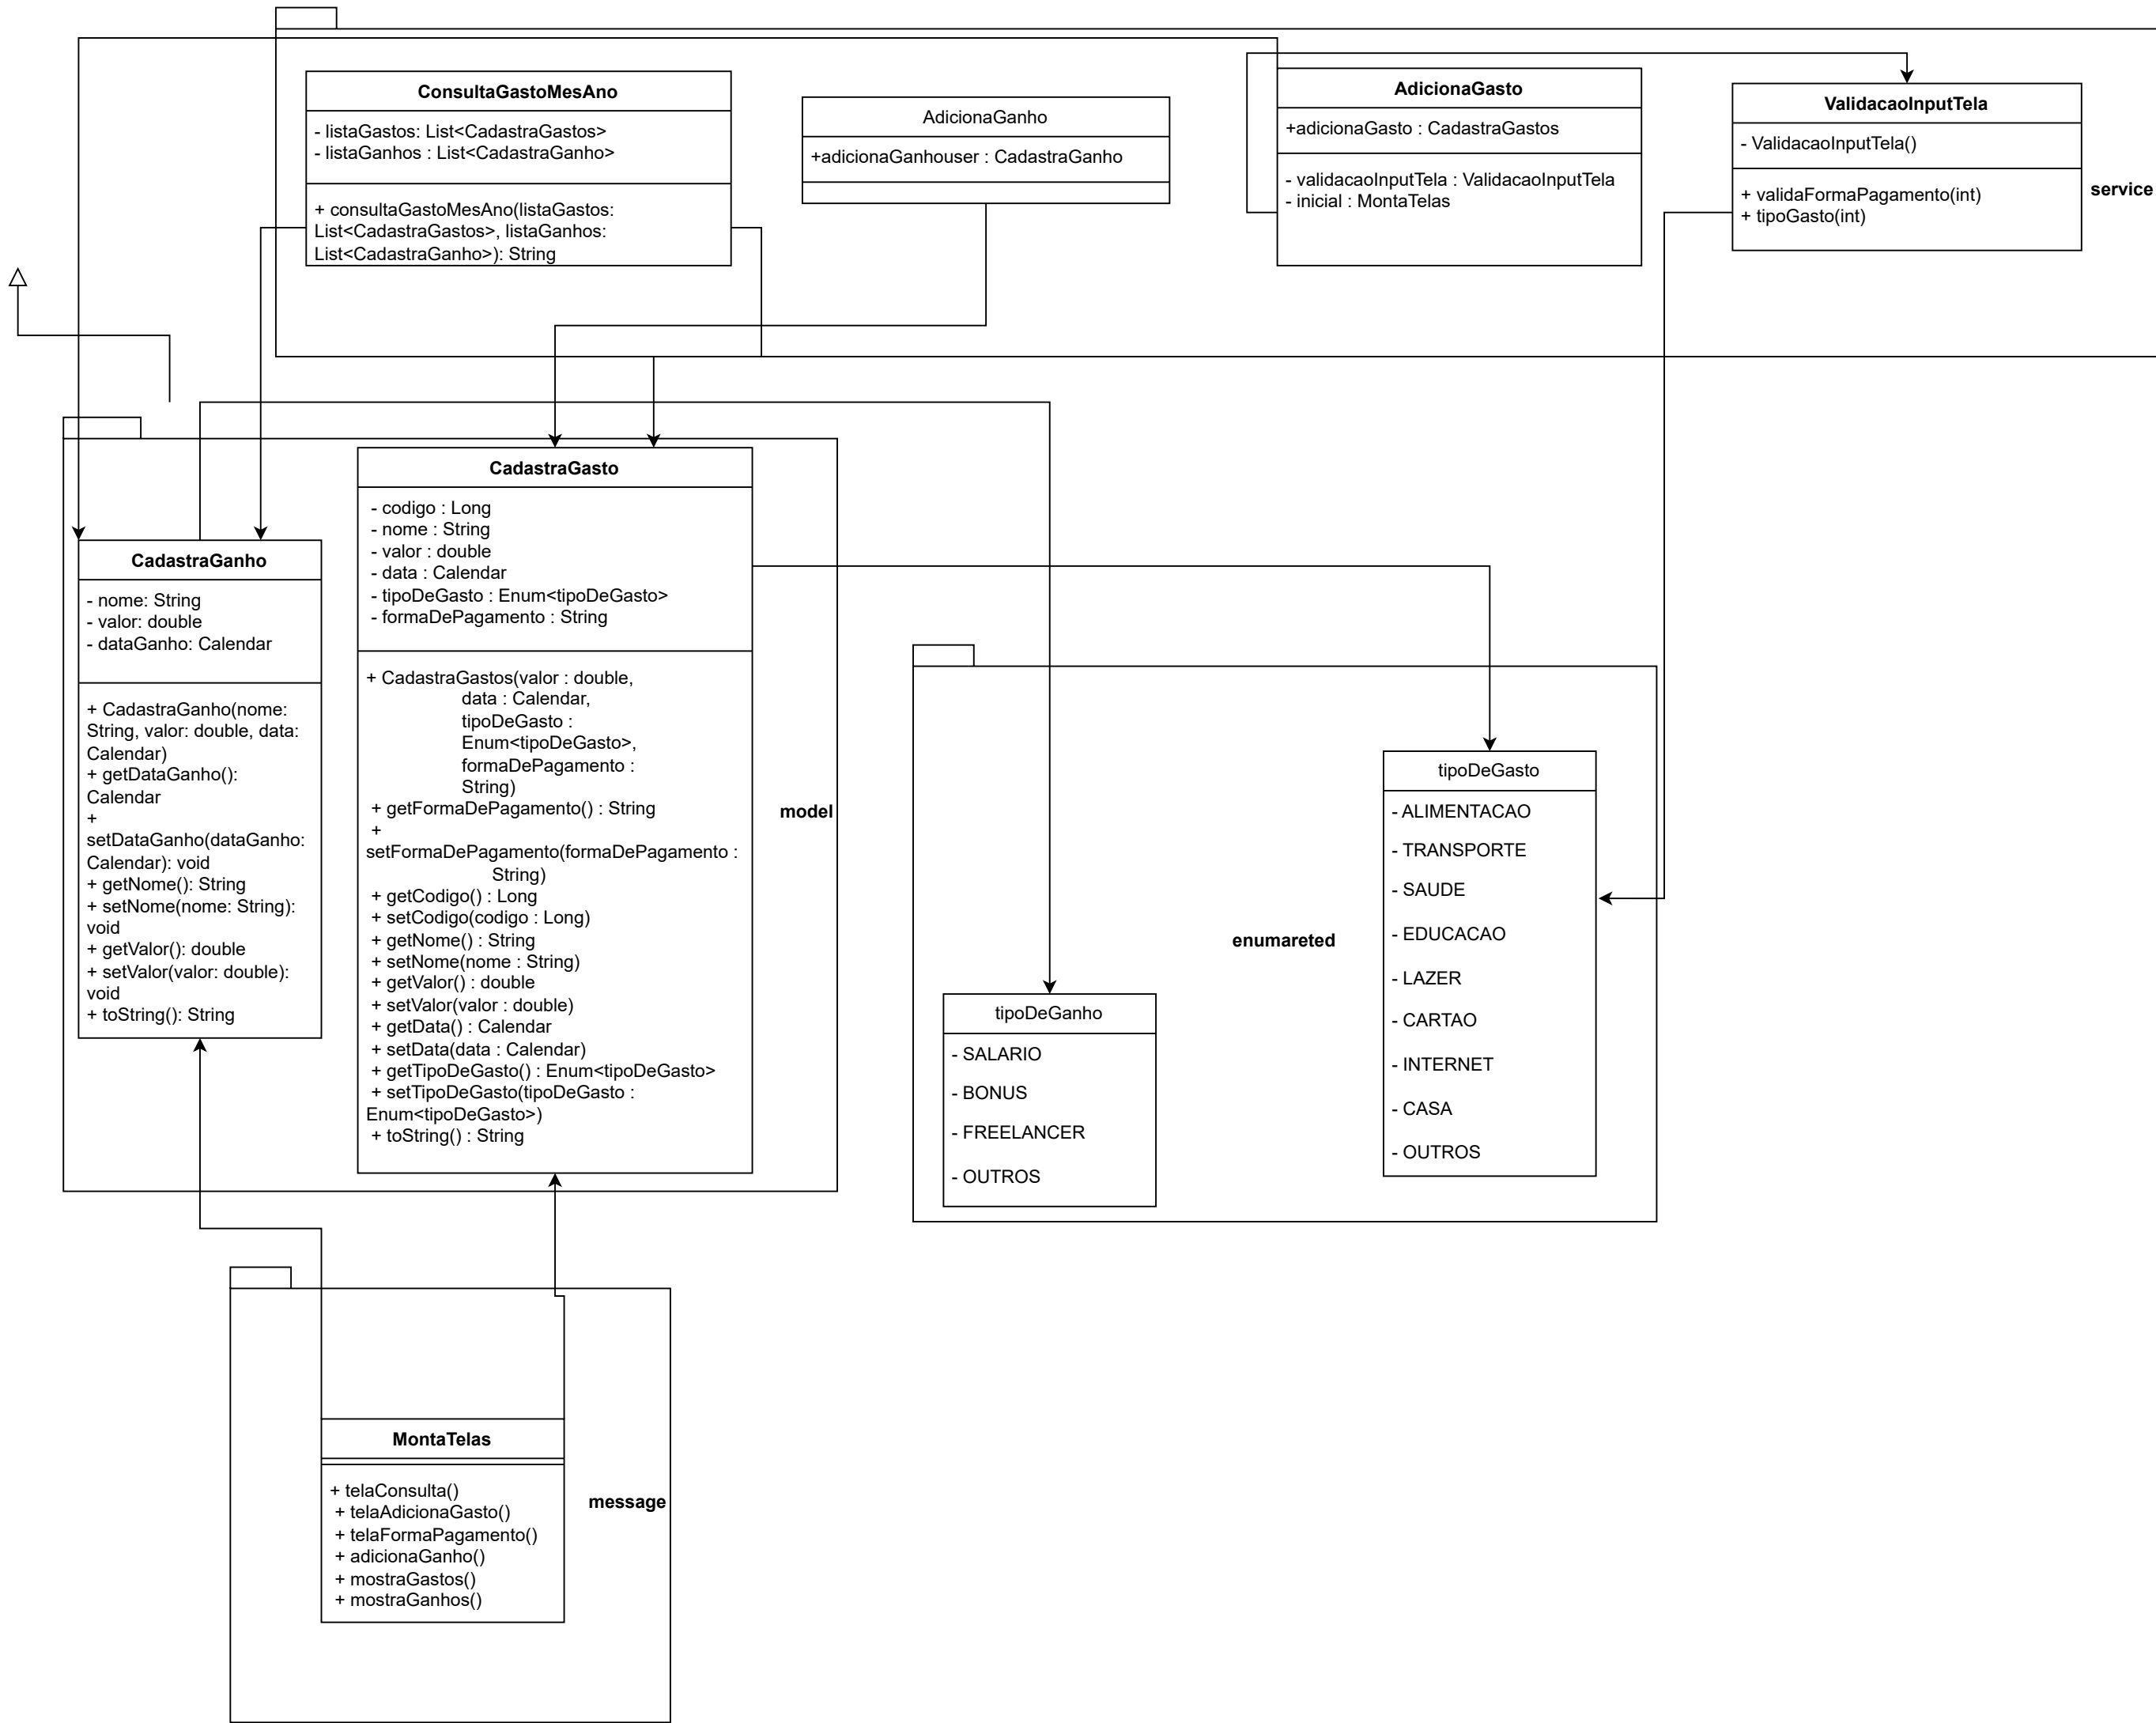 ConsultaGastoMesAno
- listaGastos: List<CadastraGastos>
- listaGanhos : List<CadastraGanho>
+ consultaGastoMesAno(listaGastos:
List<CadastraGastos>, listaGanhos:
List<CadastraGanho>): String
AdicionaGanho
+adicionaGanhouser : CadastraGanho
AdicionaGasto
+adicionaGasto : CadastraGastos
- validacaoInputTela : ValidacaoInputTela
- inicial : MontaTelas
ValidacaoInputTela
- ValidacaoInputTela()
+ validaFormaPagamento(int)
+ tipoGasto(int)
service
CadastraGanho
- nome: String
- valor: double
- dataGanho: Calendar
+ CadastraGanho(nome:
String, valor: double, data:
Calendar)
+ getDataGanho():
Calendar
+
setDataGanho(dataGanho:
Calendar): void
+ getNome(): String
+ setNome(nome: String):
void
+ getValor(): double
+ setValor(valor: double):
void
+ toString(): String
CadastraGasto
- codigo : Long
- nome : String
- valor : double
- data : Calendar
- tipoDeGasto : Enum<tipoDeGasto>
- formaDePagamento : String
+ CadastraGastos(valor : double,
data : Calendar,
tipoDeGasto :
Enum<tipoDeGasto>,
formaDePagamento :
String)
+ getFormaDePagamento() : String
+
setFormaDePagamento(formaDePagamento :
String)
+ getCodigo() : Long
+ setCodigo(codigo : Long)
+ getNome() : String
+ setNome(nome : String)
+ getValor() : double
+ setValor(valor : double)
+ getData() : Calendar
+ setData(data : Calendar)
+ getTipoDeGasto() : Enum<tipoDeGasto>
+ setTipoDeGasto(tipoDeGasto :
Enum<tipoDeGasto>)
+ toString() : String
model
enumareted
tipoDeGanho
- SALARIO
- BONUS
- FREELANCER
- OUTROS
tipoDeGasto
- ALIMENTACAO
- TRANSPORTE
- SAUDE
- EDUCACAO
- LAZER
- CARTAO
- INTERNET
- CASA
- OUTROS
MontaTelas
+ telaConsulta()
+ telaAdicionaGasto()
+ telaFormaPagamento()
+ adicionaGanho()
+ mostraGastos()
+ mostraGanhos()
message